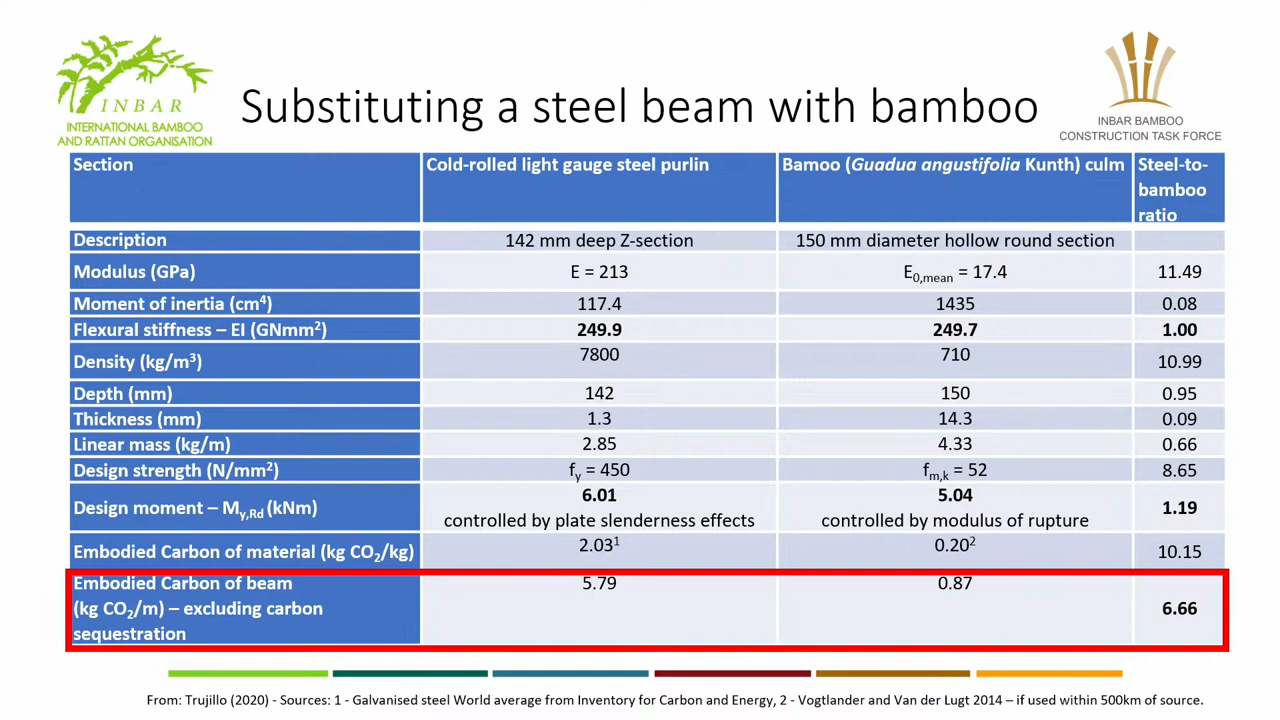 INBAR
INTERNATIONAL BAMBOO
AND RATTAN ORGANISATION
Substituting a steel beam with bamboo
INBAR BAMBOO
CONSTRUCTION TASK FORCE
Section Cold-rolled light gauge steel purlin Bamoo (Guadua angustifolia Kunth) culm Steel-to-
bamboo
ratio
Description 142 mm deep Z-section 150 mm diameter hollow round section
Modulus (GPa) E = 213 E0,mean = 17.4 11.49
Moment of inertia (cm⁴) 117.4 1435 0.08
Flexural stiffness – EI (GNmm²) 249.9 249.7 1.00
Density (kg/m³) 7800 710 10.99
Depth (mm) 142 150 0.95
Thickness (mm) 1.3 14.3 0.09
Linear mass (kg/m) 2.85 4.33 0.66
Design strength (N/mm²) fy = 450 fm,k = 52 8.65
Design moment – My,Rd (kNm) 6.01 5.04 1.19
controlled by plate slenderness effects controlled by modulus of rupture
Embodied Carbon of material (kg CO₂/kg) 2.03¹ 0.20² 10.15
Embodied Carbon of beam 5.79 0.87
(kg CO₂/m) – excluding carbon 6.66
sequestration
From: Trujillo (2020) - Sources: 1 - Galvanised steel World average from Inventory for Carbon and Energy, 2 - Vogtlander and Van der Lugt 2014 – if used within 500km of source.